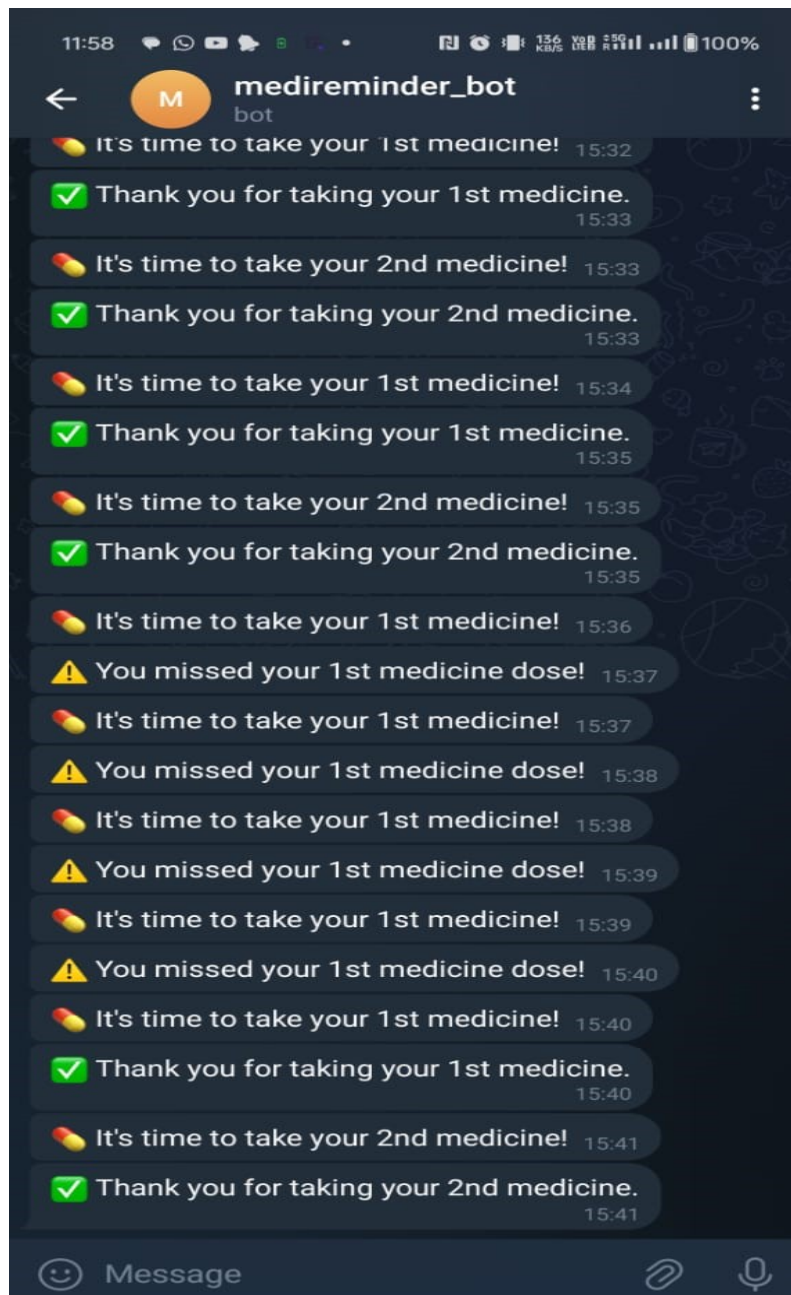 11:58 136 KB/S VoD LTE2 5G 100%
M
medireminder_bot
bot
💊 It's time to take your 1st medicine! 15:32
✅ Thank you for taking your 1st medicine.
15:33
💊 It's time to take your 2nd medicine! 15:33
✅ Thank you for taking your 2nd medicine.
15:33
💊 It's time to take your 1st medicine! 15:34
✅ Thank you for taking your 1st medicine.
15:35
💊 It's time to take your 2nd medicine! 15:35
✅ Thank you for taking your 2nd medicine.
15:35
💊 It's time to take your 1st medicine! 15:36
⚠️ You missed your 1st medicine dose! 15:37
💊 It's time to take your 1st medicine! 15:37
⚠️ You missed your 1st medicine dose! 15:38
💊 It's time to take your 1st medicine! 15:38
⚠️ You missed your 1st medicine dose! 15:39
💊 It's time to take your 1st medicine! 15:39
⚠️ You missed your 1st medicine dose! 15:40
💊 It's time to take your 1st medicine! 15:40
✅ Thank you for taking your 1st medicine.
15:40
💊 It's time to take your 2nd medicine! 15:41
✅ Thank you for taking your 2nd medicine.
15:41
Message